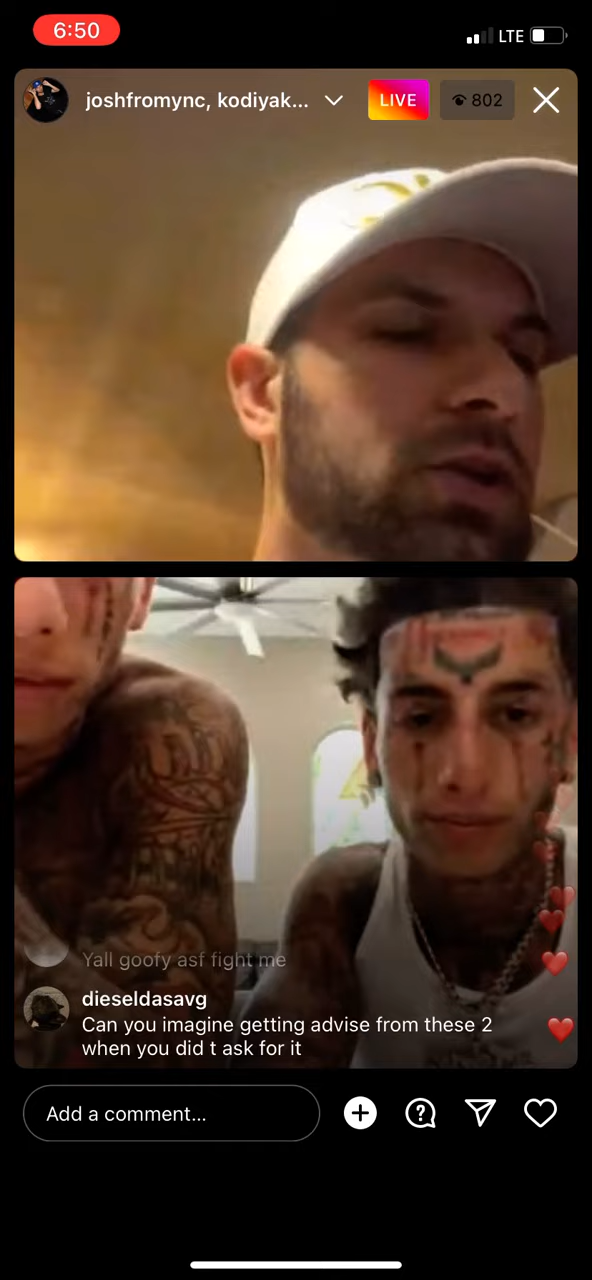 6:50
LTE
joshfromync, kodiyak...
LIVE
802
Yall goofy asf fight me
dieseldasavg
Can you imagine getting advise from these 2
when you did t ask for it
Add a comment...